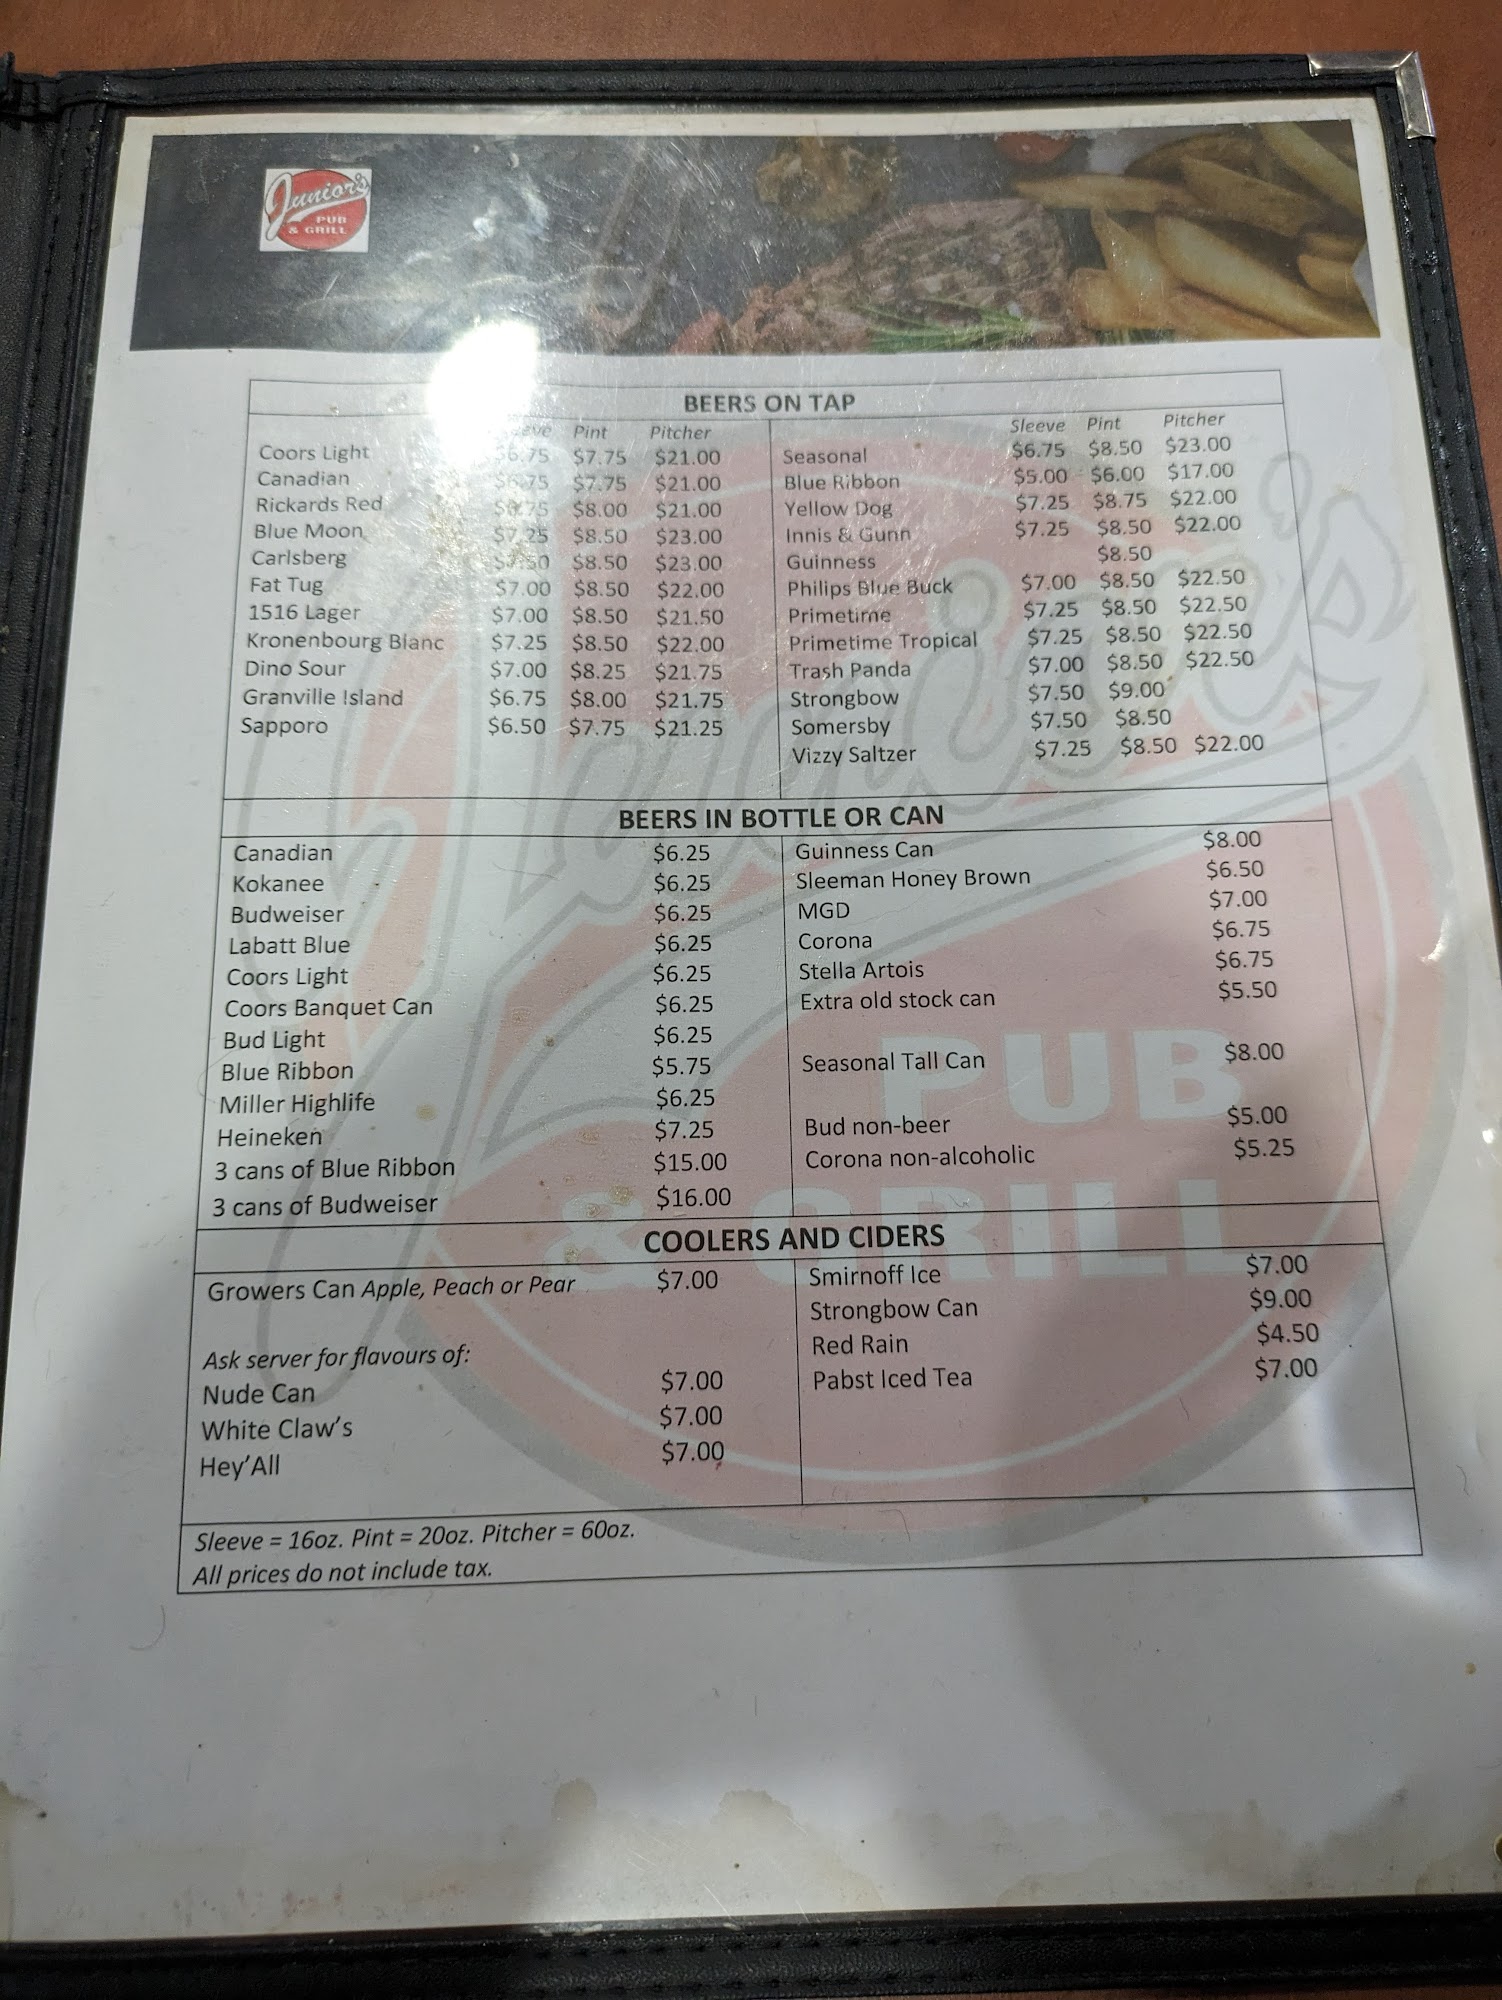 Junior's
PUB
& GRILL
BEERS ON TAP
Pint Pitcher
Coors Light $6.75 $7.75 $21.00
Canadian $6.75 $7.75 $21.00
Rickards Red $6.75 $8.00 $21.00
Blue Moon $7.25 $8.50 $23.00
Carlsberg $8.50 $23.00
Fat Tug $7.00 $8.50 $22.00
1516 Lager $7.00 $8.50 $21.50
Kronenbourg Blanc $7.25 $8.50 $22.00
Dino Sour $7.00 $8.25 $21.75
Granville Island $6.75 $8.00 $21.75
Sapporo $6.50 $7.75 $21.25
Sleeve Pint Pitcher
Seasonal $6.75 $8.50 $23.00
Blue Ribbon $5.00 $6.00 $17.00
Yellow Dog $7.25 $8.75 $22.00
Innis & Gunn $7.25 $8.50 $22.00
Guinness $8.50
Philips Blue Buck $7.00 $8.50 $22.50
Primetime $7.25 $8.50 $22.50
Primetime Tropical $7.25 $8.50 $22.50
Trash Panda $7.00 $8.50 $22.50
Strongbow $7.50 $9.00
Somersby $7.50 $8.50
Vizzy Saltzer $7.25 $8.50 $22.00
BEERS IN BOTTLE OR CAN
Canadian $6.25
Kokanee $6.25
Budweiser $6.25
Labatt Blue $6.25
Coors Light $6.25
Coors Banquet Can $6.25
Bud Light $6.25
Blue Ribbon $5.75
Miller Highlife $6.25
Heineken $7.25
3 cans of Blue Ribbon $15.00
3 cans of Budweiser $16.00
Guinness Can $8.00
Sleeman Honey Brown $6.50
MGD $7.00
Corona $6.75
Stella Artois $6.75
Extra old stock can $5.50
Seasonal Tall Can $8.00
Bud non-beer $5.00
Corona non-alcoholic $5.25
COOLERS AND CIDERS
Growers Can Apple, Peach or Pear $7.00
Ask server for flavours of:
Nude Can $7.00
White Claw's $7.00
Hey'All $7.00
Smirnoff Ice $7.00
Strongbow Can $9.00
Red Rain $4.50
Pabst Iced Tea $7.00
Sleeve = 16oz. Pint = 20oz. Pitcher = 60oz.
All prices do not include tax.
Junior's
PUB
& GRILL